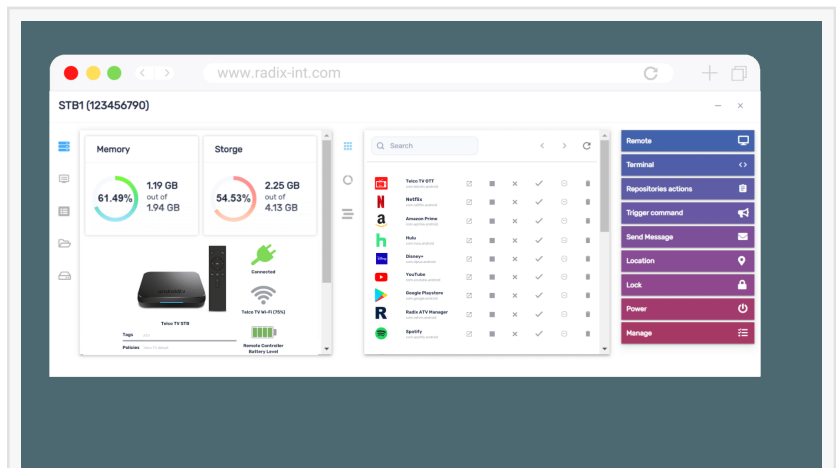 www.radix-int.com
STB1 (123456790)
Memory
61.49%
1.19 GB
out of
1.94 GB
Storge
54.53%
2.25 GB
out of
4.13 GB
Connected
Telco TV Wi-Fi (75%)
Remote Controller
Battery Level
Telco TV STB
Tags
Policies
Search
Telco TV OTT
Netflix
Amazon Prime
Hulu
Disney+
YouTube
Google Playstore
Radix ATV Manager
Spotify
Remote
Terminal
Repositories actions
Trigger command
Send Message
Location
Lock
Power
Manage